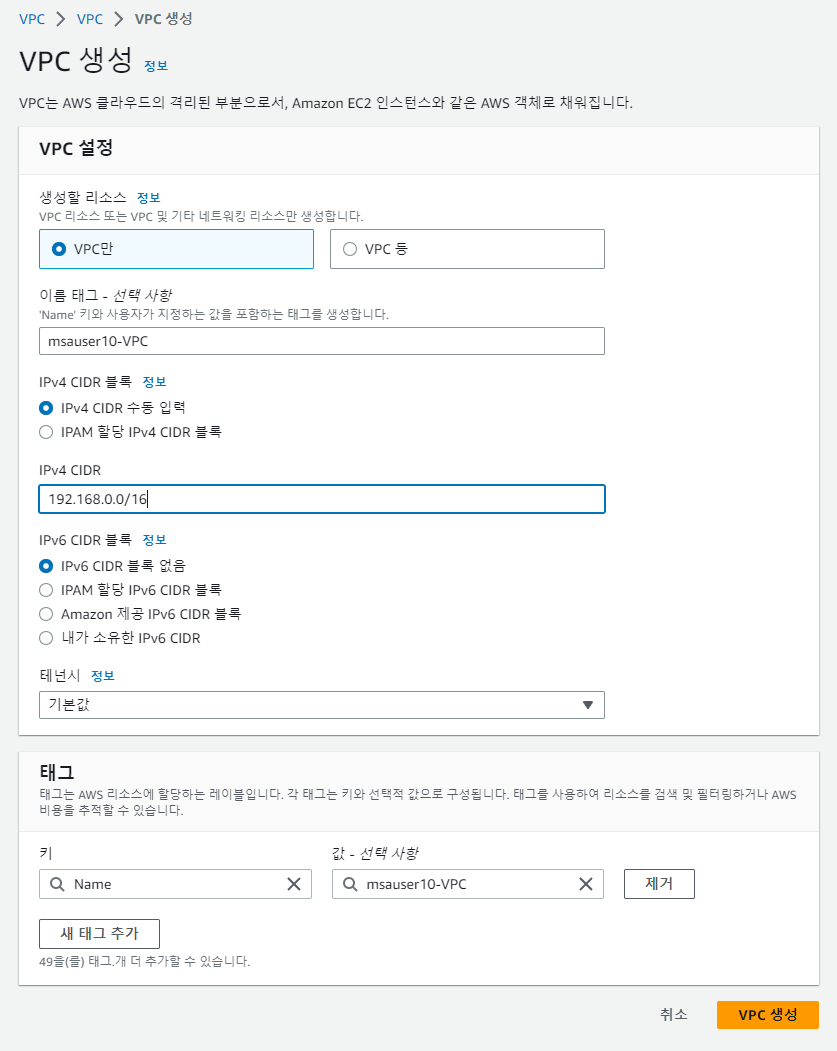 VPC > VPC > VPC 생성
VPC 생성 정보
VPC는 AWS 클라우드의 격리된 부분으로서, Amazon EC2 인스턴스와 같은 AWS 객체로 채워집니다.
VPC 설정
생성할 리소스 정보
VPC 리소스 또는 VPC 및 기타 네트워킹 리소스만 생성합니다.
VPC만 VPC 등
이름 태그 - 선택 사항
'Name' 키와 사용자가 지정하는 값을 포함하는 태그를 생성합니다.
msauser10-VPC
IPv4 CIDR 블록 정보
IPv4 CIDR 수동 입력
IPAM 할당 IPv4 CIDR 블록
IPv4 CIDR
192.168.0.0/16
IPv6 CIDR 블록 정보
IPv6 CIDR 블록 없음
IPAM 할당 IPv6 CIDR 블록
Amazon 제공 IPv6 CIDR 블록
내가 소유한 IPv6 CIDR
테넌시 정보
기본값
태그
태그는 AWS 리소스에 할당하는 레이블입니다. 각 태그는 키와 선택적 값으로 구성됩니다. 태그를 사용하여 리소스를 검색 및 필터링하거나 AWS
비용을 추적할 수 있습니다.
키 값 - 선택 사항
Name msauser10-VPC 제거
새 태그 추가
49을(를) 태그.개 더 추가할 수 있습니다.
취소 VPC 생성